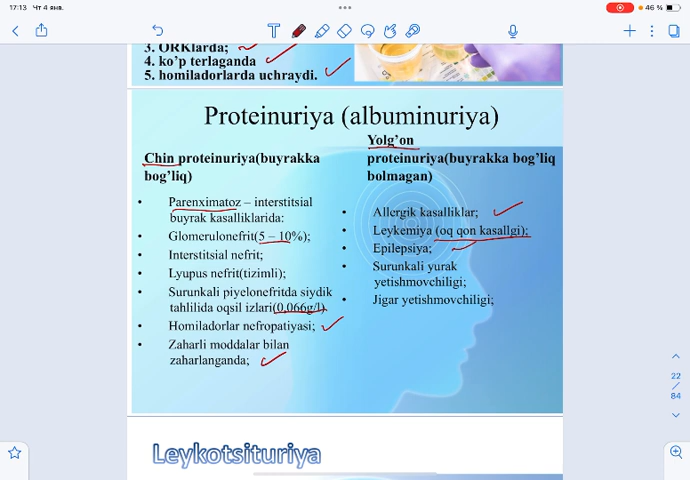 17:13 Чт 4 янв.
46 %
3. ORKlarda;
4. ko'p terlaganda
5. homiladorlarda uchraydi.
Proteinuriya (albuminuriya)
Chin proteinuriya(buyrakka
bog'liq)
Parenximatoz – interstitsial
buyrak kasalliklarida:
Glomerulonefrit(5 – 10%);
Interstitsial nefrit;
Lyupus nefrit(tizimli);
Surunkali piyelonefritda siydik
tahlilida oqsil izlari(0,066g/l)
Homiladorlar nefropatiyasi;
Zaharli moddalar bilan
zaharlanganda;
Yolg'on
proteinuriya(buyrakka bog'liq
bolmagan)
Allergik kasalliklar;
Leykemiya (oq qon kasallgi);
Epilepsiya;
Surunkali yurak
yetishmovchiligi;
Jigar yetishmovchiligi;
22
/
84
Leykotsituriya